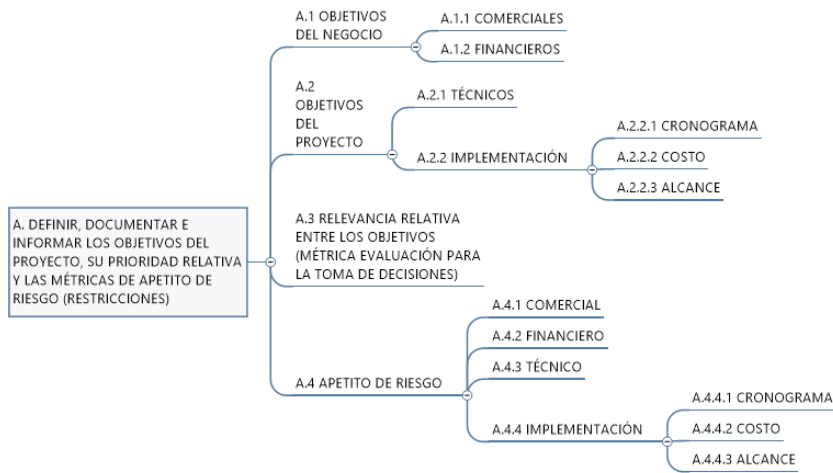 A. DEFINIR, DOCUMENTAR E
INFORMAR LOS OBJETIVOS DEL
PROYECTO, SU PRIORIDAD RELATIVA
Y LAS MÉTRICAS DE APETITO DE
RIESGO (RESTRICCIONES)
A.1 OBJETIVOS
DEL NEGOCIO
A.1.1 COMERCIALES
A.1.2 FINANCIEROS
A.2
OBJETIVOS
DEL
PROYECTO
A.2.1 TÉCNICOS
A.2.2 IMPLEMENTACIÓN
A.2.2.1 CRONOGRAMA
A.2.2.2 COSTO
A.2.2.3 ALCANCE
A.3 RELEVANCIA RELATIVA
ENTRE LOS OBJETIVOS
(MÉTRICA EVALUACIÓN PARA
LA TOMA DE DECISIONES)
A.4 APETITO DE RIESGO
A.4.1 COMERCIAL
A.4.2 FINANCIERO
A.4.3 TÉCNICO
A.4.4 IMPLEMENTACIÓN
A.4.4.1 CRONOGRAMA
A.4.4.2 COSTO
A.4.4.3 ALCANCE